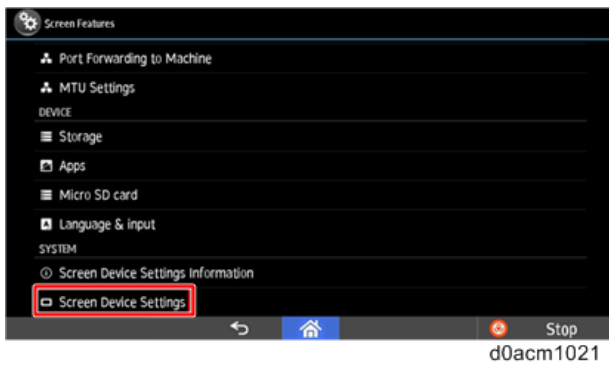 Screen Features
Port Forwarding to Machine
MTU Settings
DEVICE
Storage
Apps
Micro SD card
Language & input
SYSTEM
Screen Device Settings Information
Screen Device Settings
Stop
d0acm1021